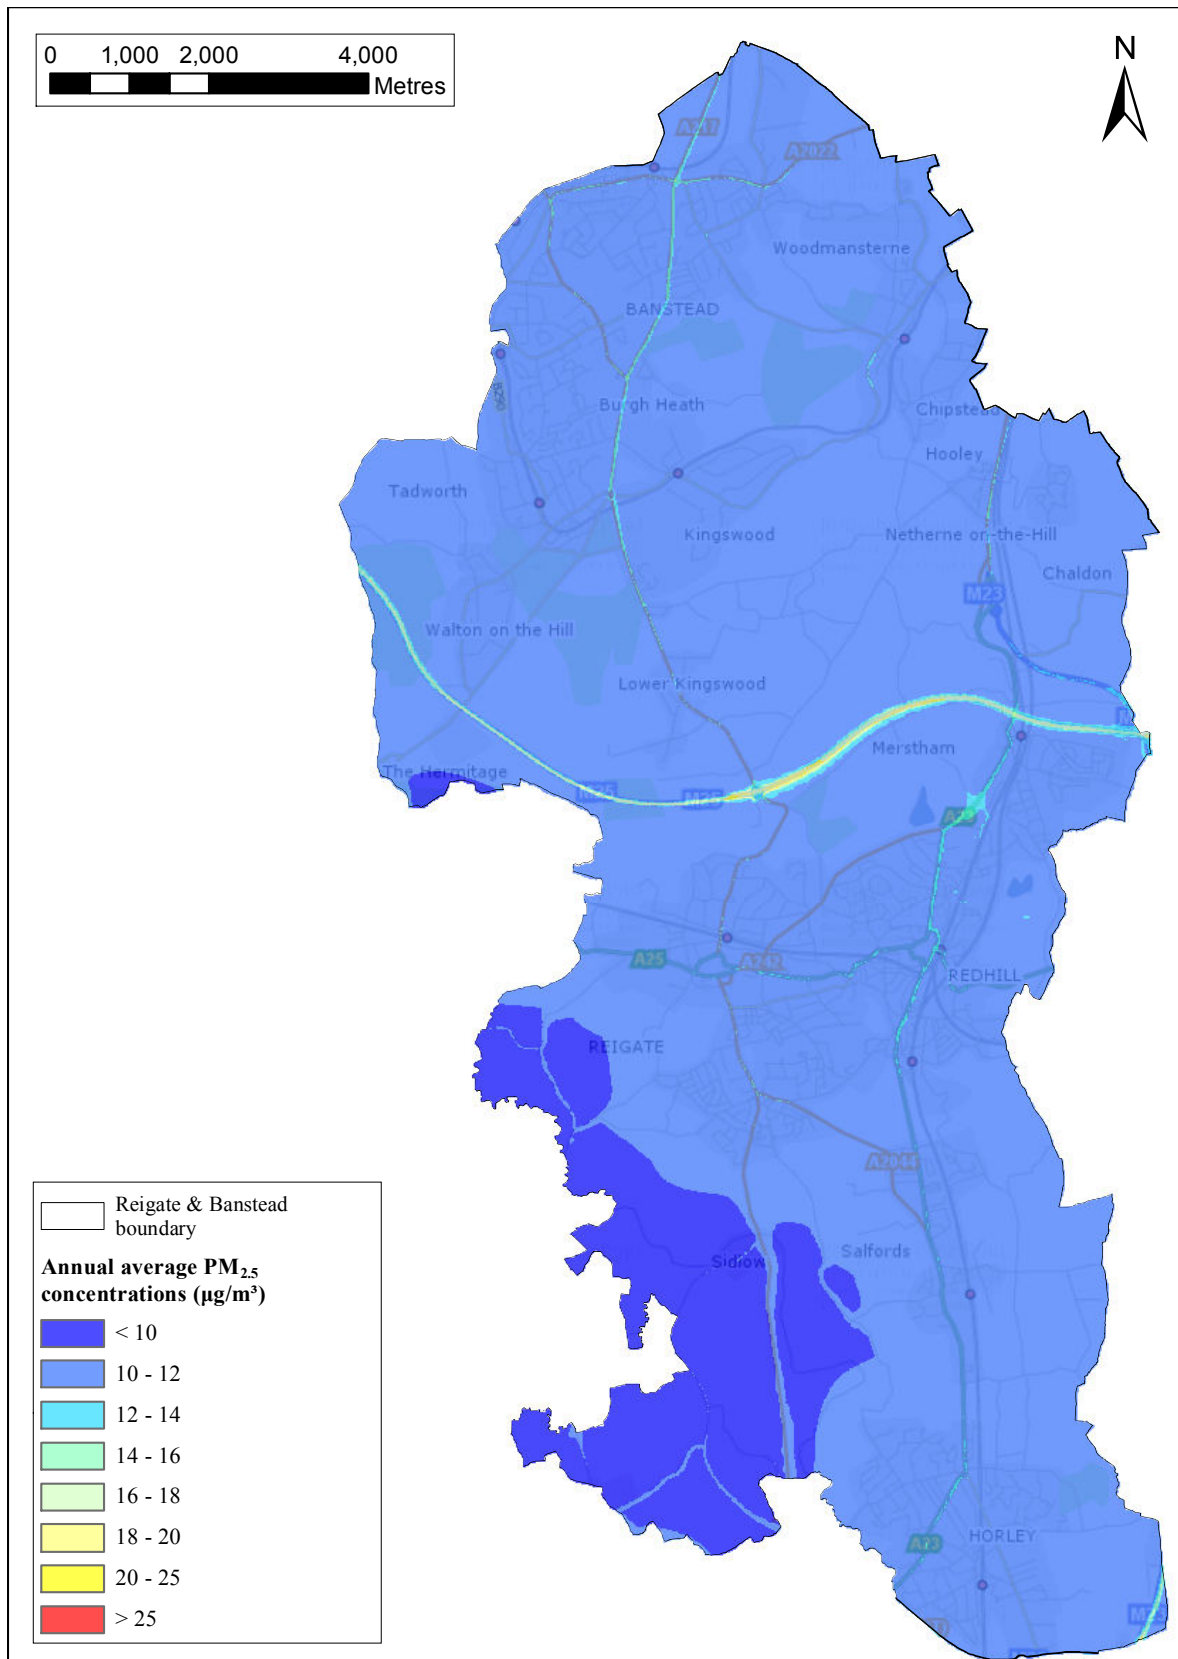 0 1,000 2,000 4,000
Metres
N
A217
A2022
Woodmansterne
BANSTEAD
B290
Burgh Heath
Chipstead
Hooley
Tadworth
Kingswood
Netherne on-the-Hill
Chaldon
M23
Walton on the Hill
Lower Kingswood
Merstham
The Hermitage
M25
M25
A23
A25
A242
REDHILL
REIGATE
A2044
Sidlow
Salfords
A23
HORLEY
M23
Reigate & Banstead
boundary
Annual average PM2.5
concentrations (µg/m³)
< 10
10 - 12
12 - 14
14 - 16
16 - 18
18 - 20
20 - 25
> 25